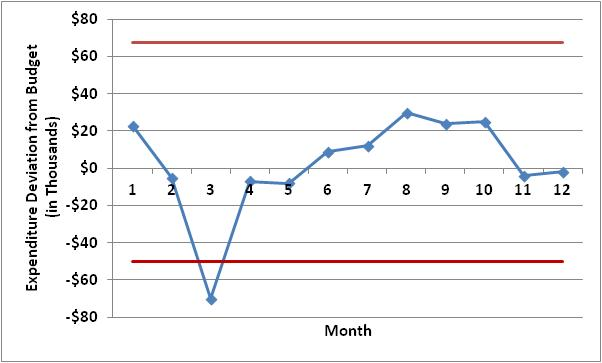 $80
$60
$40
$20
$0
-$20
-$40
-$60
-$80
Expenditure Deviation from Budget
(in Thousands)
1 2 3 4 5 6 7 8 9 10 11 12
Month